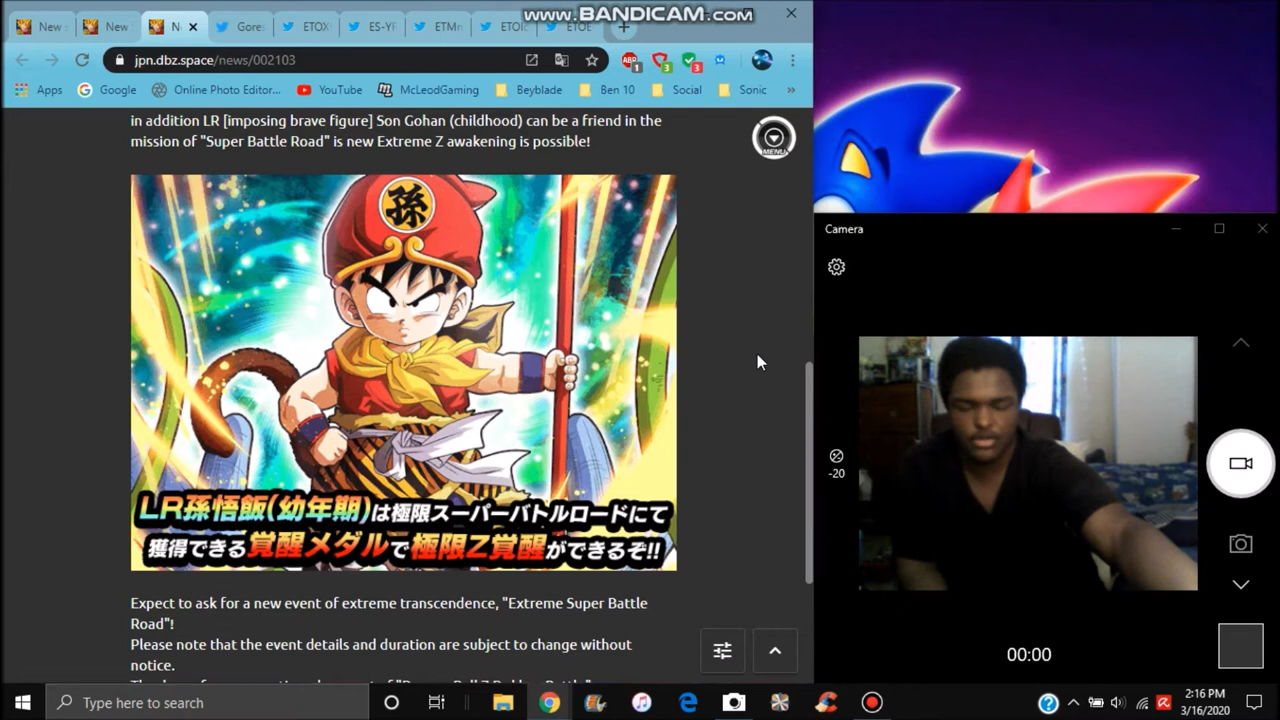 www.BANDICAM.com
New
New
N
Gores
ETOX
ES-YF
ETMn
ETOI
ETOE
jpn.dbz.space/news/002103
ABP
1
3
3
Apps
Google
Online Photo Editor...
YouTube
McLeodGaming
Beyblade
Ben 10
Social
Sonic
»
in addition LR [imposing brave figure] Son Gohan (childhood) can be a friend in the
mission of "Super Battle Road" is new Extreme Z awakening is possible!
MENU
孫
LR孫悟飯(幼年期)は極限スーパーバトルロードにて
獲得できる覚醒メダルで極限Z覚醒ができるぞ!!
Expect to ask for a new event of extreme transcendence, "Extreme Super Battle
Road"!
Please note that the event details and duration are subject to change without
notice.
Camera
-20
00:00
Type here to search
2:16 PM
3/16/2020